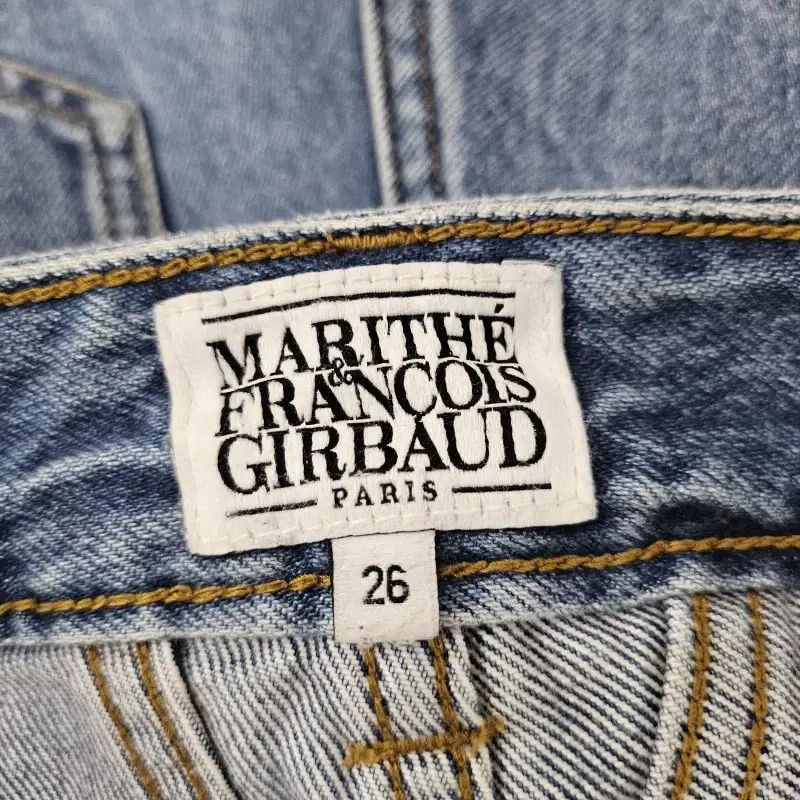 MARITHÉ
&
FRANÇOIS
GIRBAUD
PARIS
26